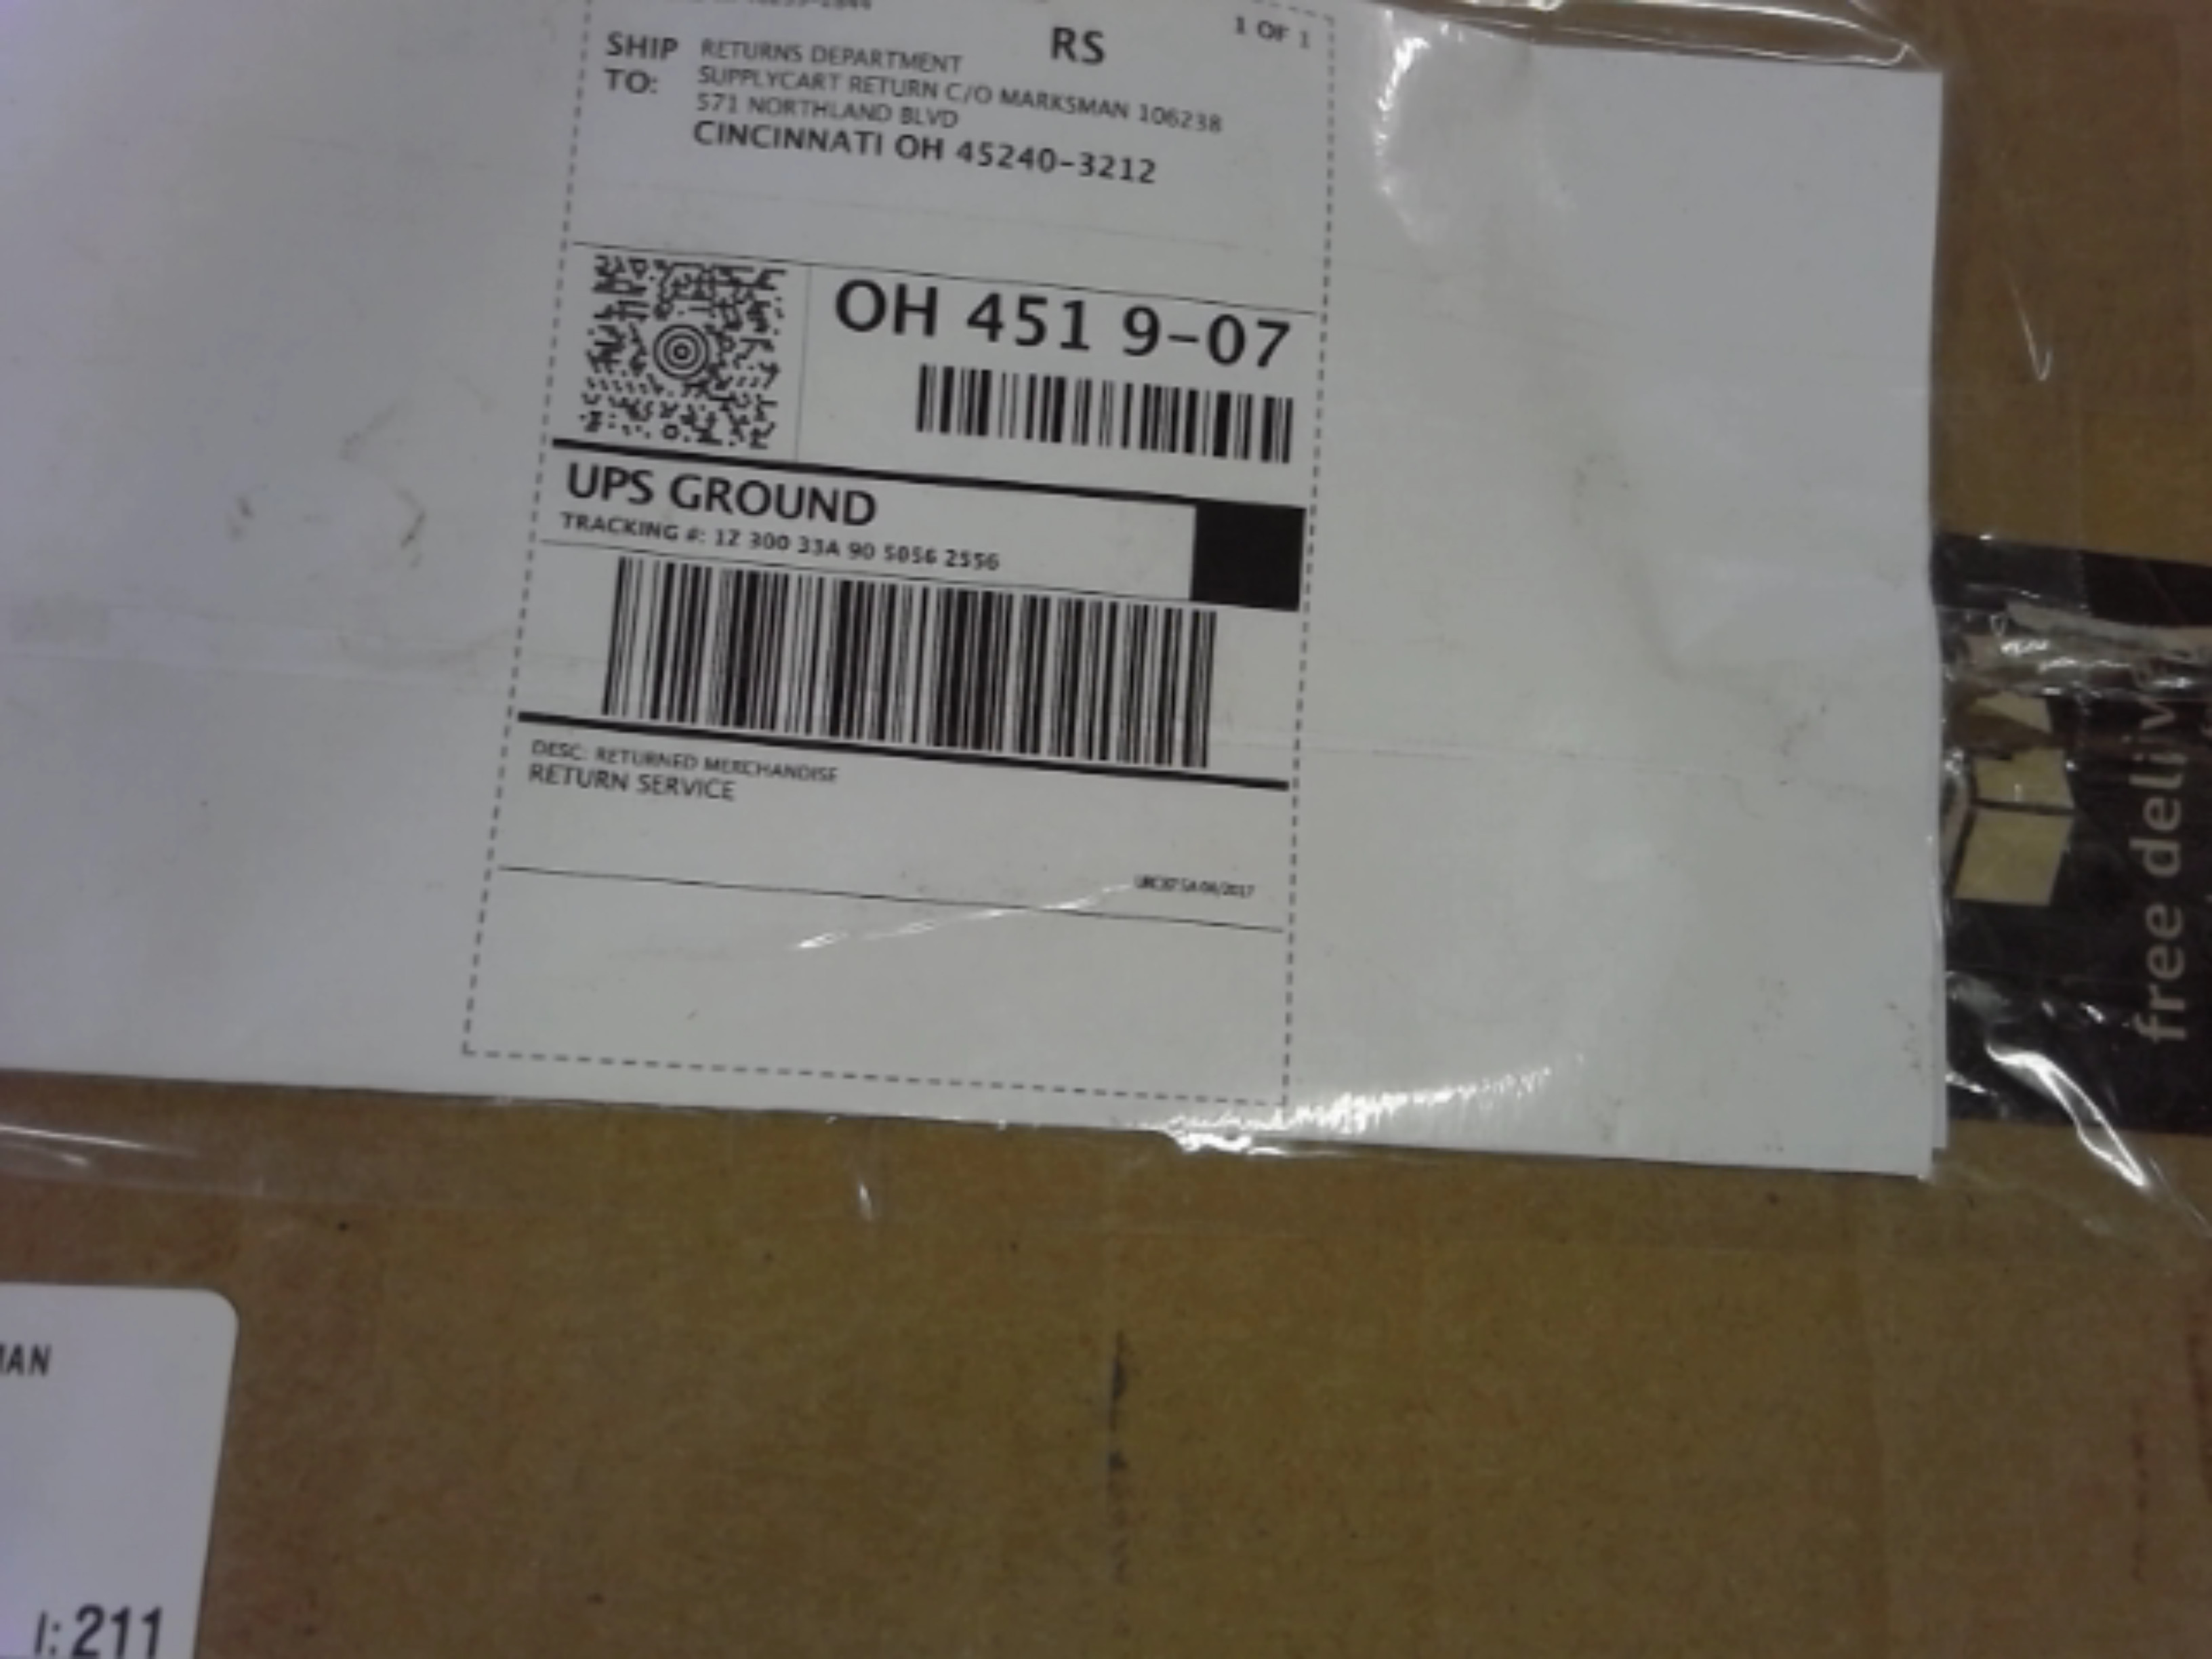 RS
1 OF 1
SHIP TO:
RETURNS DEPARTMENT
SUPPLYCART RETURN C/O MARKSMAN 106238
571 NORTHLAND BLVD
CINCINNATI OH 45240-3212
OH 451 9-07
UPS GROUND
TRACKING #: 1Z 300 33A 90 5056 2556
DESC: RETURNED MERCHANDISE
RETURN SERVICE
free deliv
MAN
I: 211